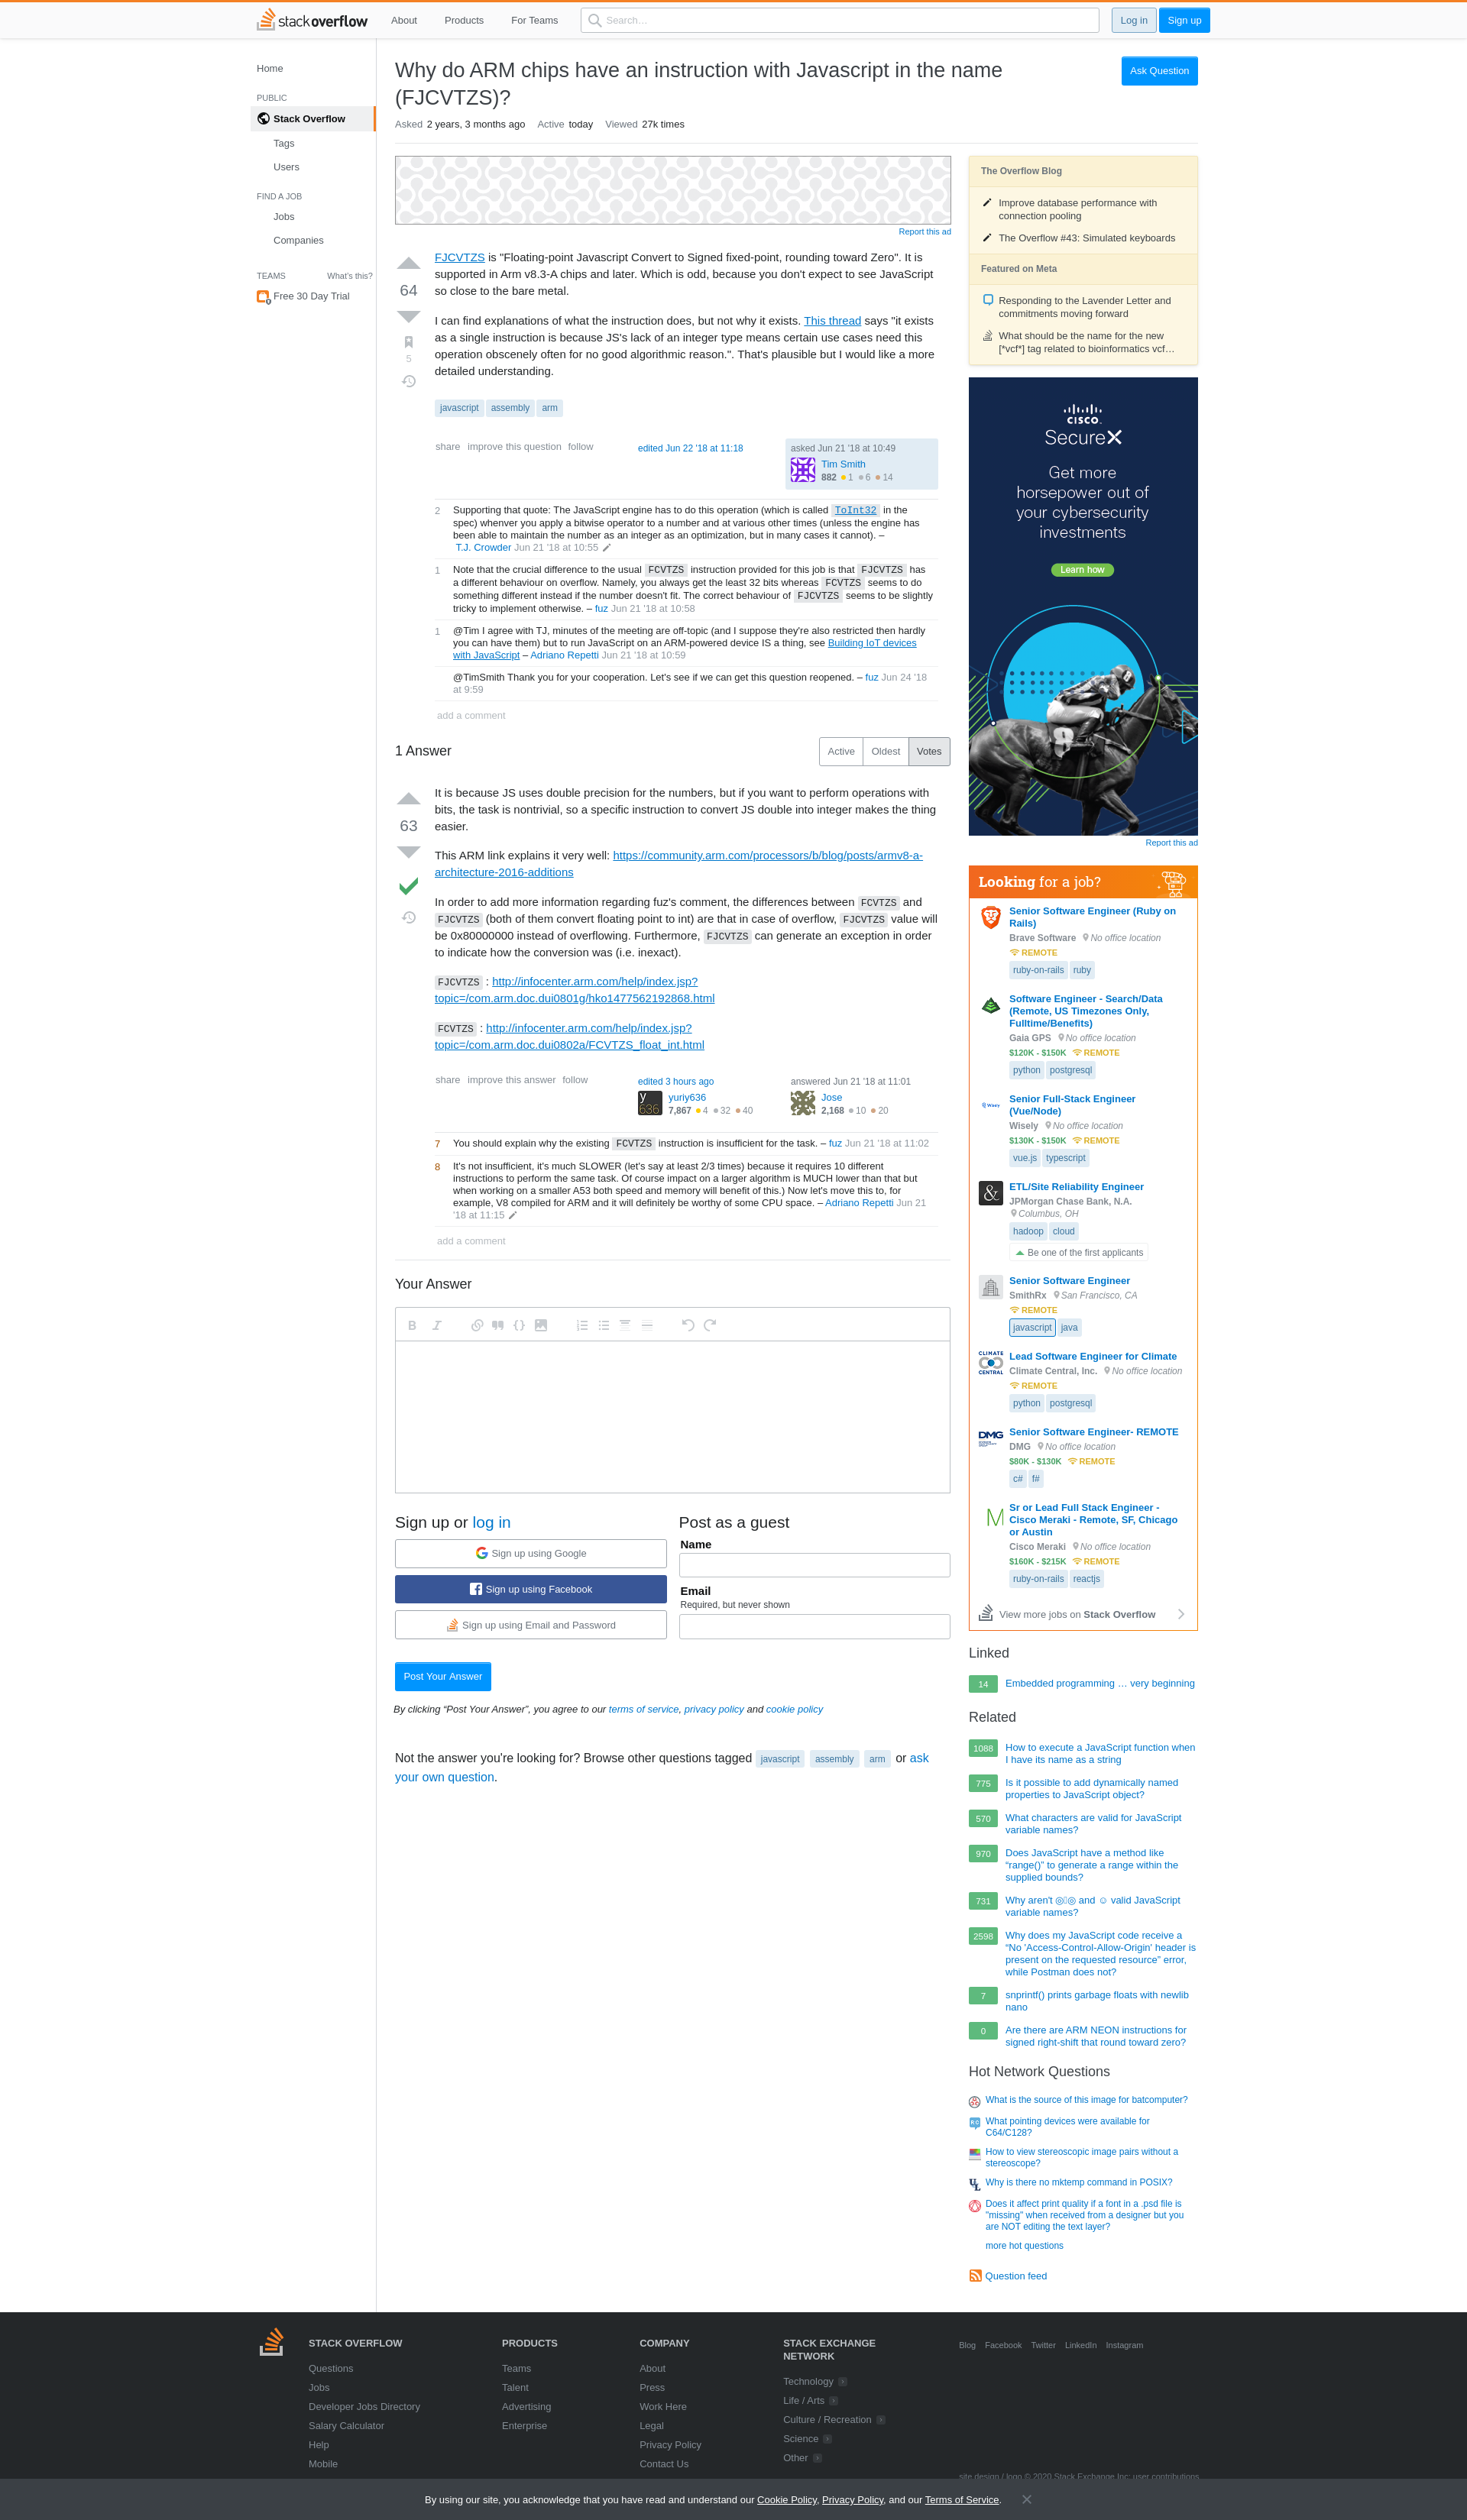 stackoverflow
About
Products
For Teams
Search…
Log in
Sign up
Home
PUBLIC
Stack Overflow
Tags
Users
FIND A JOB
Jobs
Companies
TEAMS
What's this?
Free 30 Day Trial
Why do ARM chips have an instruction with Javascript in the name
(FJCVTZS)?
Ask Question
Asked 2 years, 3 months ago Active today Viewed 27k times
Report this ad
64
5
FJCVTZS is "Floating-point Javascript Convert to Signed fixed-point, rounding toward Zero". It is
supported in Arm v8.3-A chips and later. Which is odd, because you don't expect to see JavaScript
so close to the bare metal.
I can find explanations of what the instruction does, but not why it exists. This thread says "it exists
as a single instruction is because JS's lack of an integer type means certain use cases need this
operation obscenely often for no good algorithmic reason.". That's plausible but I would like a more
detailed understanding.
javascript assembly arm
share improve this question follow
edited Jun 22 '18 at 11:18
asked Jun 21 '18 at 10:49
Tim Smith
882 1 6 14
2
Supporting that quote: The JavaScript engine has to do this operation (which is called ToInt32 in the
spec) whenver you apply a bitwise operator to a number and at various other times (unless the engine has
been able to maintain the number as an integer as an optimization, but in many cases it cannot). –
T.J. Crowder Jun 21 '18 at 10:55
1
Note that the crucial difference to the usual FCVTZS instruction provided for this job is that FJCVTZS has
a different behaviour on overflow. Namely, you always get the least 32 bits whereas FCVTZS seems to do
something different instead if the number doesn't fit. The correct behaviour of FJCVTZS seems to be slightly
tricky to implement otherwise. – fuz Jun 21 '18 at 10:58
1
@Tim I agree with TJ, minutes of the meeting are off-topic (and I suppose they're also restricted then hardly
you can have them) but to run JavaScript on an ARM-powered device IS a thing, see Building IoT devices
with JavaScript – Adriano Repetti Jun 21 '18 at 10:59
@TimSmith Thank you for your cooperation. Let's see if we can get this question reopened. – fuz Jun 24 '18
at 9:59
add a comment
1 Answer
Active
Oldest
Votes
63
It is because JS uses double precision for the numbers, but if you want to perform operations with
bits, the task is nontrivial, so a specific instruction to convert JS double into integer makes the thing
easier.
This ARM link explains it very well: https://community.arm.com/processors/b/blog/posts/armv8-a-
architecture-2016-additions
In order to add more information regarding fuz's comment, the differences between FCVTZS and
FJCVTZS (both of them convert floating point to int) are that in case of overflow, FJCVTZS value will
be 0x80000000 instead of overflowing. Furthermore, FJCVTZS can generate an exception in order
to indicate how the conversion was (i.e. inexact).
FJCVTZS : http://infocenter.arm.com/help/index.jsp?
topic=/com.arm.doc.dui0801g/hko1477562192868.html
FCVTZS : http://infocenter.arm.com/help/index.jsp?
topic=/com.arm.doc.dui0802a/FCVTZS_float_int.html
share improve this answer follow
edited 3 hours ago
y
636
yuriy636
7,867 4 32 40
answered Jun 21 '18 at 11:01
Jose
2,168 10 20
7
You should explain why the existing FCVTZS instruction is insufficient for the task. – fuz Jun 21 '18 at 11:02
8
It's not insufficient, it's much SLOWER (let's say at least 2/3 times) because it requires 10 different
instructions to perform the same task. Of course impact on a larger algorithm is MUCH lower than that but
when working on a smaller A53 both speed and memory will benefit of this.) Now let's move this to, for
example, V8 compiled for ARM and it will definitely be worthy of some CPU space. – Adriano Repetti Jun 21
'18 at 11:15
add a comment
Your Answer
Sign up or log in
Sign up using Google
Sign up using Facebook
Sign up using Email and Password
Post as a guest
Name
Email
Required, but never shown
Post Your Answer
By clicking “Post Your Answer”, you agree to our terms of service, privacy policy and cookie policy
Not the answer you're looking for? Browse other questions tagged javascript assembly arm or ask
your own question.
The Overflow Blog
Improve database performance with
connection pooling
The Overflow #43: Simulated keyboards
Featured on Meta
Responding to the Lavender Letter and
commitments moving forward
What should be the name for the new
[*vcf*] tag related to bioinformatics vcf…
CISCO
SecureX
Get more
horsepower out of
your cybersecurity
investments
Learn how
Report this ad
Looking for a job?
Senior Software Engineer (Ruby on
Rails)
Brave Software No office location
REMOTE
ruby-on-rails ruby
Software Engineer - Search/Data
(Remote, US Timezones Only,
Fulltime/Benefits)
Gaia GPS No office location
$120K - $150K REMOTE
python postgresql
Wisely
Senior Full-Stack Engineer
(Vue/Node)
Wisely No office location
$130K - $150K REMOTE
vue.js typescript
&
ETL/Site Reliability Engineer
JPMorgan Chase Bank, N.A.
Columbus, OH
hadoop cloud
Be one of the first applicants
Senior Software Engineer
SmithRx San Francisco, CA
REMOTE
javascript java
CLIMATE
CENTRAL
Lead Software Engineer for Climate
Climate Central, Inc. No office location
REMOTE
python postgresql
DMG
Senior Software Engineer- REMOTE
DMG No office location
$80K - $130K REMOTE
c# f#
M
Sr or Lead Full Stack Engineer -
Cisco Meraki - Remote, SF, Chicago
or Austin
Cisco Meraki No office location
$160K - $215K REMOTE
ruby-on-rails reactjs
View more jobs on Stack Overflow
Linked
14 Embedded programming … very beginning
Related
1088 How to execute a JavaScript function when
I have its name as a string
775 Is it possible to add dynamically named
properties to JavaScript object?
570 What characters are valid for JavaScript
variable names?
970 Does JavaScript have a method like
“range()” to generate a range within the
supplied bounds?
731 Why aren't ◎▯◎ and ☺ valid JavaScript
variable names?
2598 Why does my JavaScript code receive a
“No 'Access-Control-Allow-Origin' header is
present on the requested resource” error,
while Postman does not?
7 snprintf() prints garbage floats with newlib
nano
0 Are there are ARM NEON instructions for
signed right-shift that round toward zero?
Hot Network Questions
What is the source of this image for batcomputer?
What pointing devices were available for
C64/C128?
How to view stereoscopic image pairs without a
stereoscope?
UL Why is there no mktemp command in POSIX?
Does it affect print quality if a font in a .psd file is
"missing" when received from a designer but you
are NOT editing the text layer?
more hot questions
Question feed
STACK OVERFLOW
Questions
Jobs
Developer Jobs Directory
Salary Calculator
Help
Mobile
PRODUCTS
Teams
Talent
Advertising
Enterprise
COMPANY
About
Press
Work Here
Legal
Privacy Policy
Contact Us
STACK EXCHANGE
NETWORK
Technology
Life / Arts
Culture / Recreation
Science
Other
Blog Facebook Twitter LinkedIn Instagram
site design / logo © 2020 Stack Exchange Inc; user contributions
By using our site, you acknowledge that you have read and understand our Cookie Policy, Privacy Policy, and our Terms of Service.